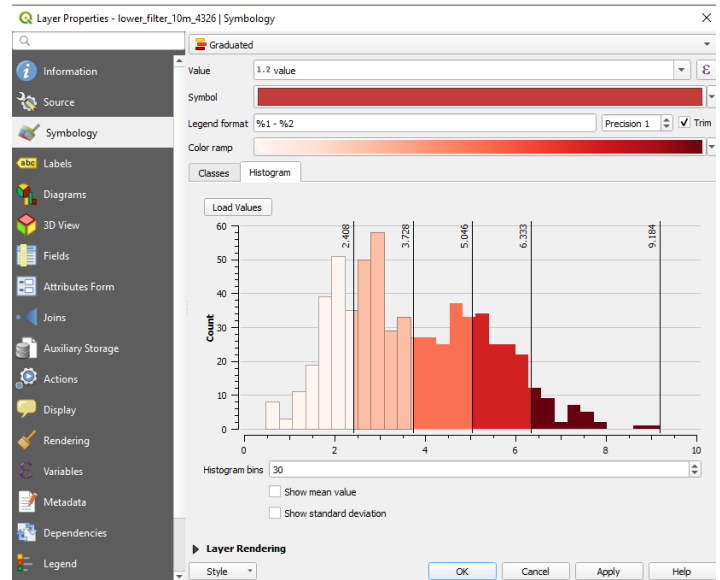 Layer Properties - lower_filter_10m_4326 | Symbology
Information
Source
Symbology
abc Labels
Diagrams
3D View
Fields
Attributes Form
Joins
Auxiliary Storage
Actions
Display
Rendering
Variables
Metadata
Dependencies
Legend
Graduated
Value 1.2 value ε
Symbol
Legend format %1 - %2 Precision 1 Trim
Color ramp
Classes Histogram
Load Values
60
50
40
30
20
10
0
Count
2.408 3.728 5.046 6.333 9.184
0 2 4 6 8 10
Histogram bins 30
Show mean value
Show standard deviation
Layer Rendering
Style OK Cancel Apply Help